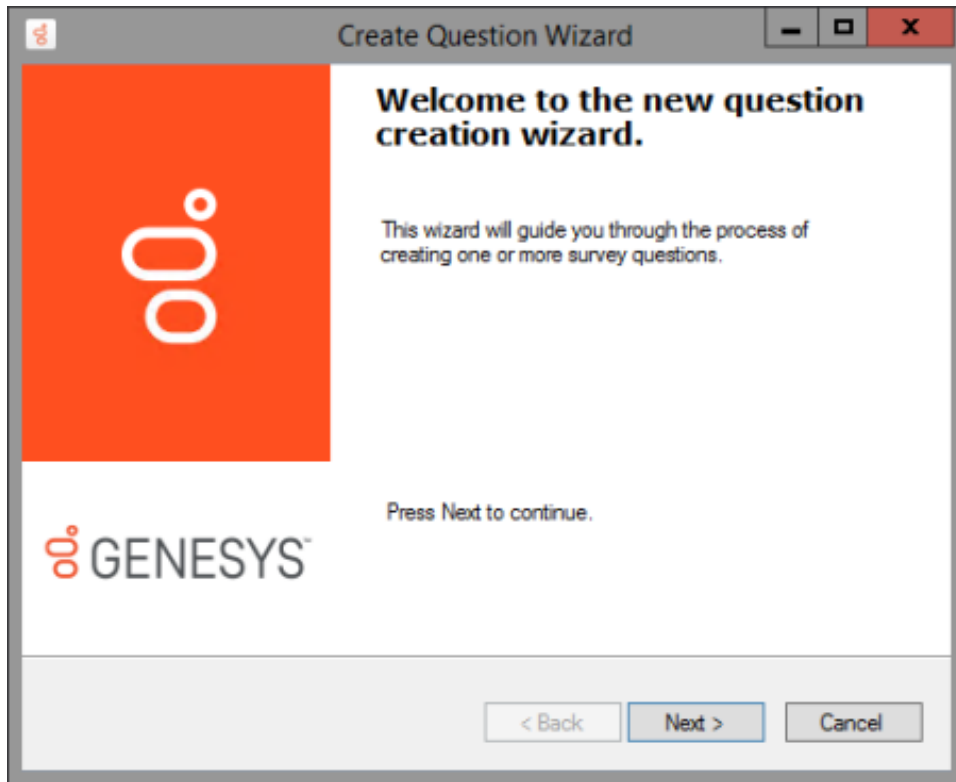 Create Question Wizard
Welcome to the new question
creation wizard.
This wizard will guide you through the process of
creating one or more survey questions.
Press Next to continue.
GENESYS™
< Back
Next >
Cancel